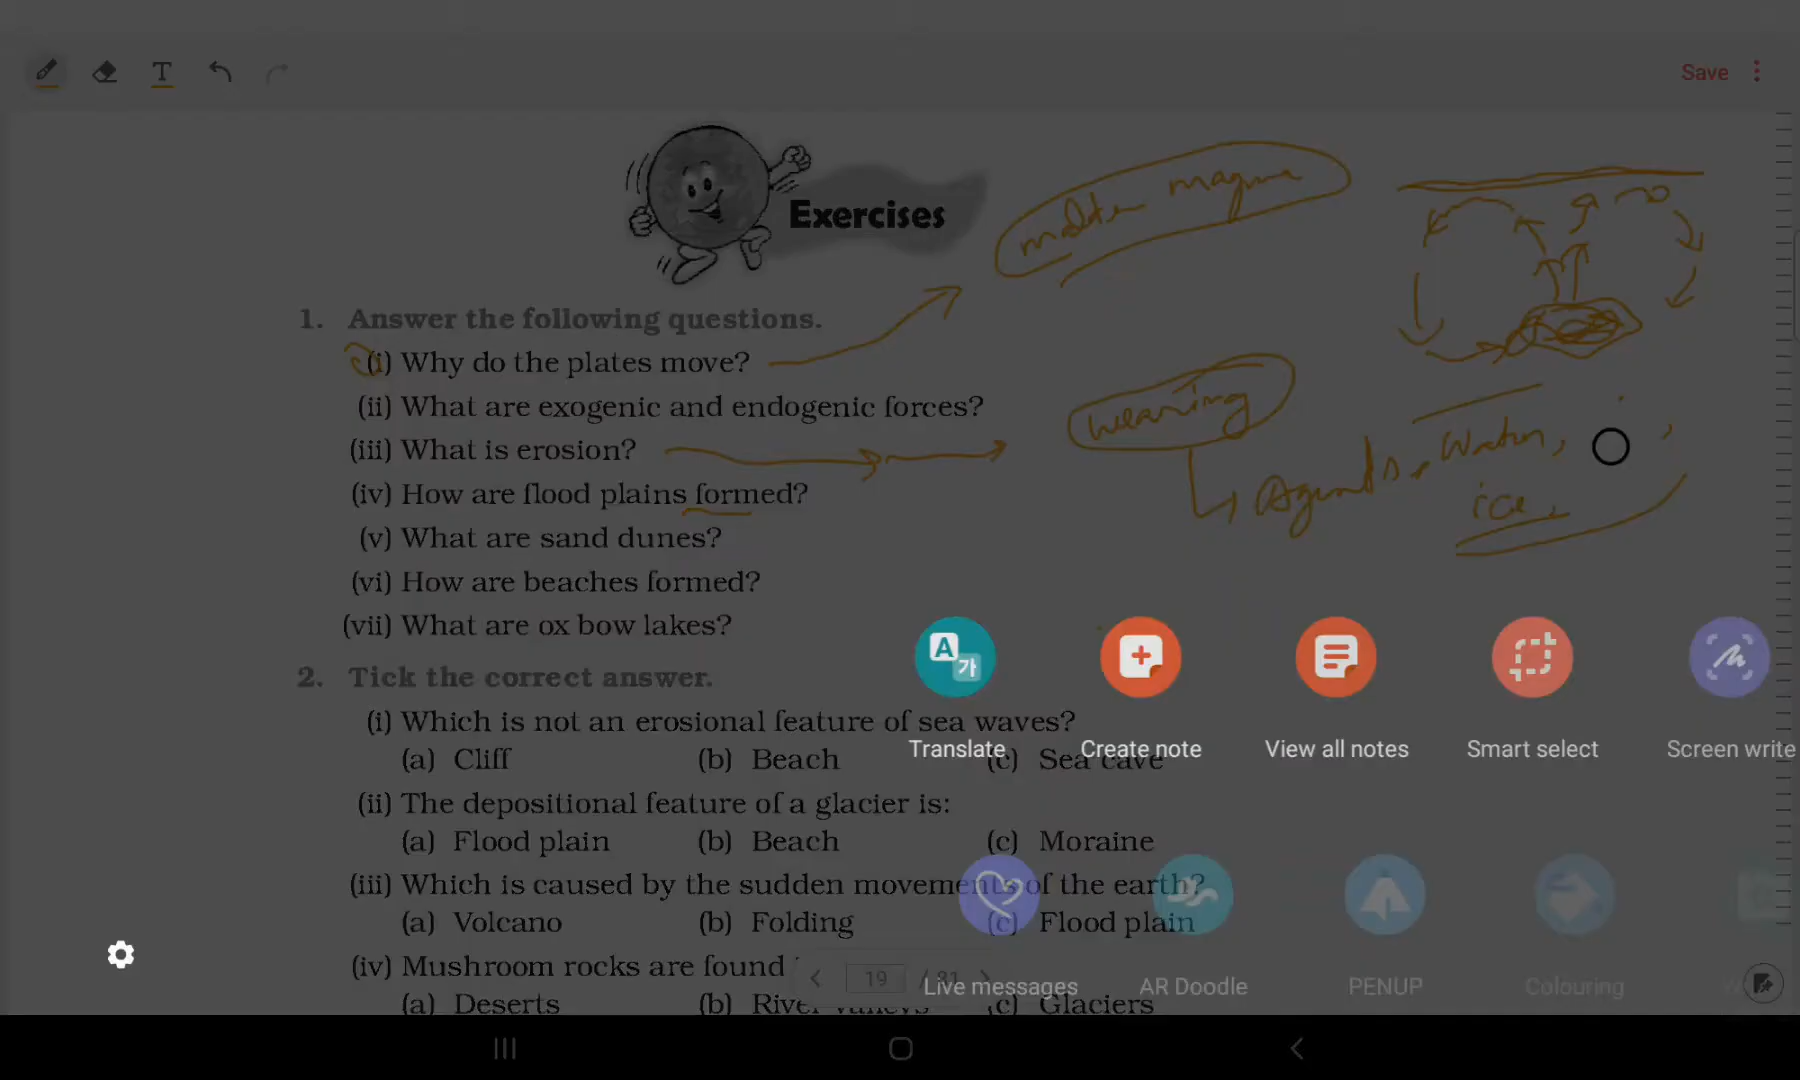 Save
Exercises
molten magma
1. Answer the following questions.
(i) Why do the plates move?
(ii) What are exogenic and endogenic forces?
(iii) What is erosion?
(iv) How are flood plains formed?
(v) What are sand dunes?
(vi) How are beaches formed?
(vii) What are ox bow lakes?
wearing
Agents, Water,
ice,
2. Tick the correct answer.
(i) Which is not an erosional feature of sea waves?
(a) Cliff (b) Beach (c) Sea cave
(ii) The depositional feature of a glacier is:
(a) Flood plain (b) Beach (c) Moraine
(iii) Which is caused by the sudden movements of the earth?
(a) Volcano (b) Folding (c) Flood plain
(iv) Mushroom rocks are found
(a) Deserts (b) River valleys (c) Glaciers
A 가
Translate Create note View all notes Smart select Screen write
Live messages AR Doodle PENUP Colouring
19 / 81